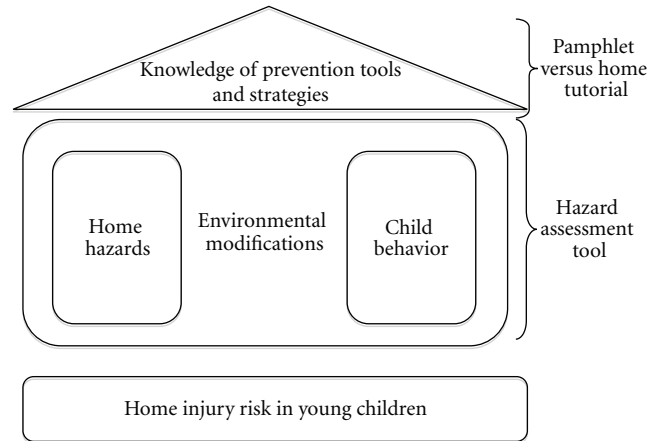 Knowledge of prevention tools
and strategies
Pamphlet
versus home
tutorial
Home
hazards
Environmental
modifications
Child
behavior
Hazard
assessment
tool
Home injury risk in young children